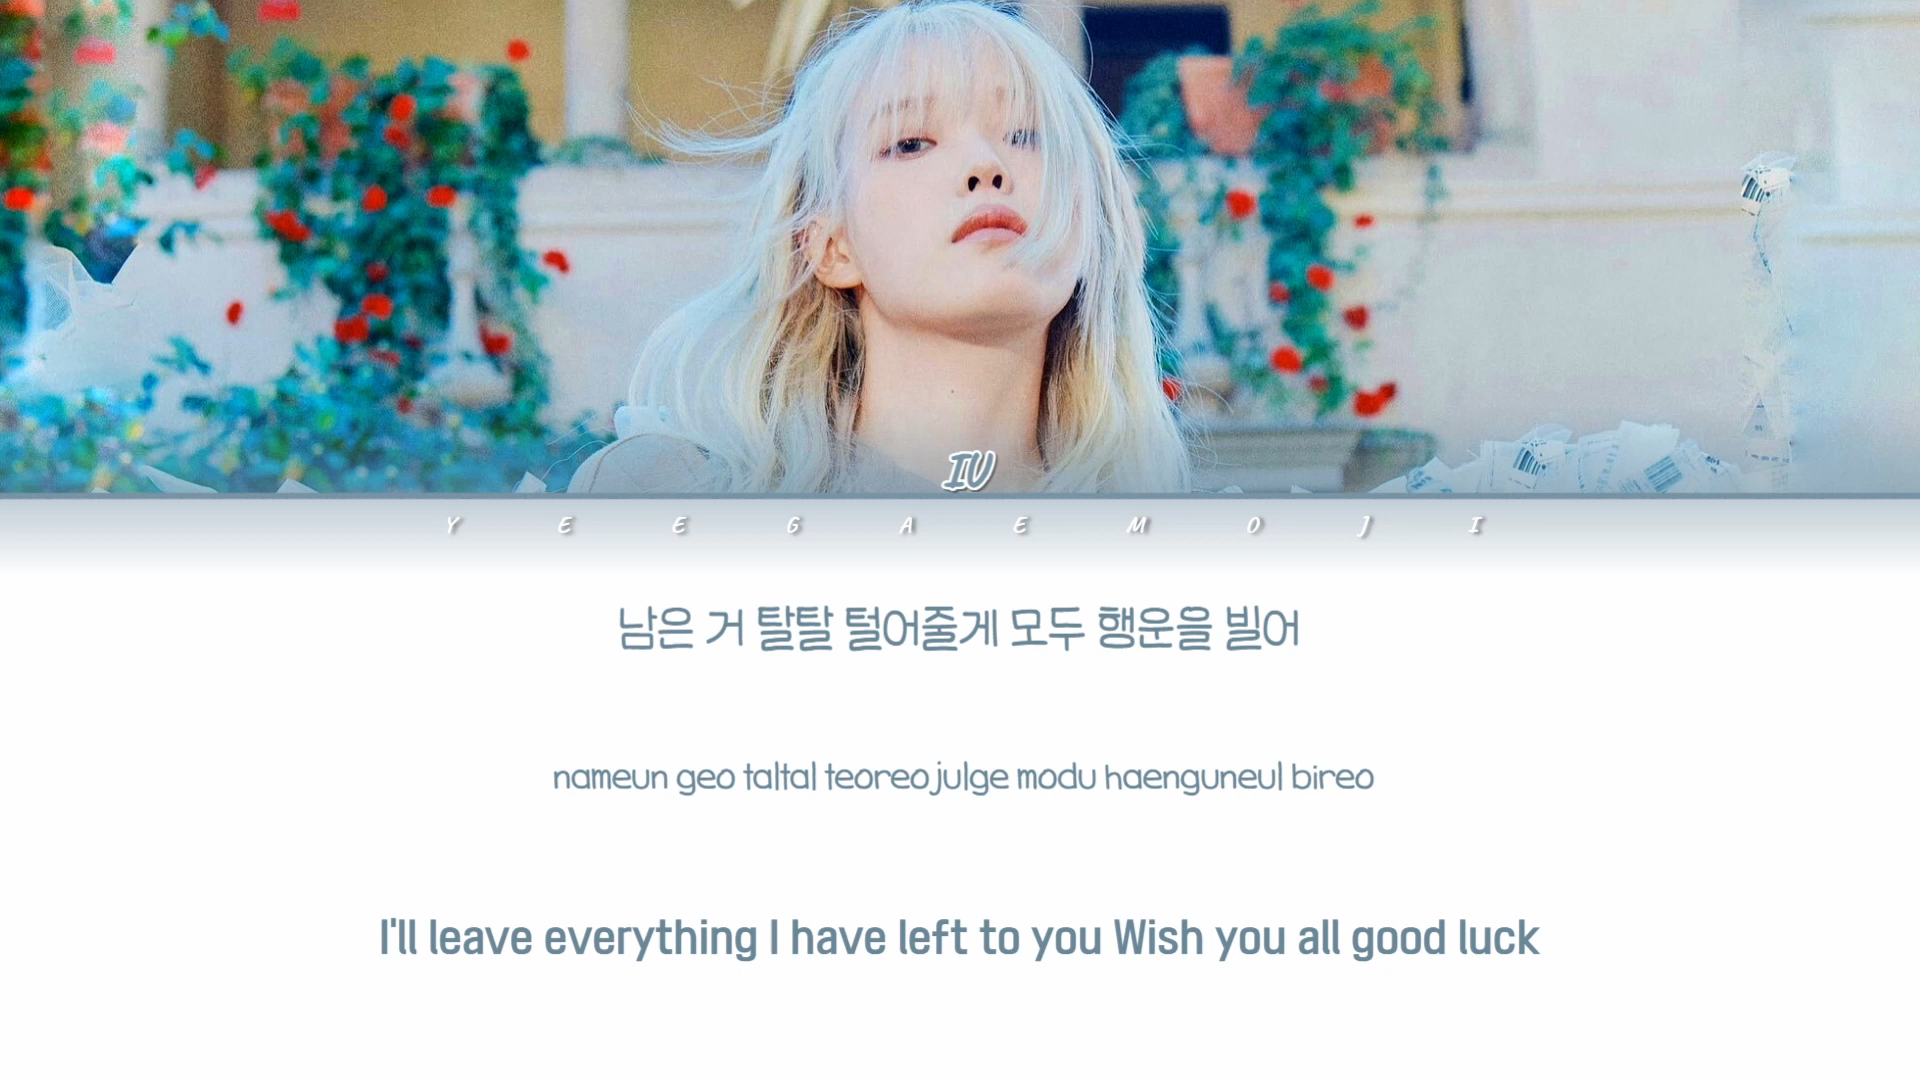 IU
YEEGAEMOJI
남은 거 탈탈 털어줄게 모두 행운을 빌어
nameun geo taltal teoreojulge modu haenguneul bireo
I'll leave everything I have left to you Wish you all good luck